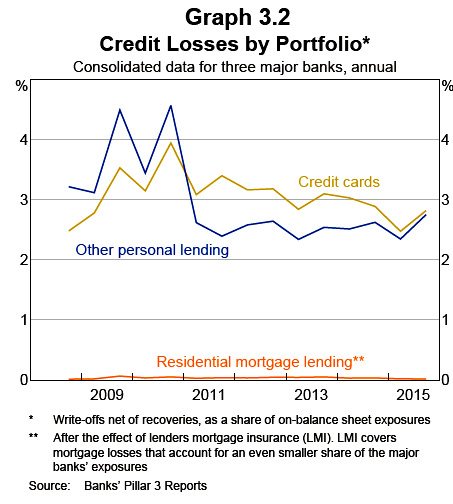 Graph 3.2
Credit Losses by Portfolio*
Consolidated data for three major banks, annual
% %
4 4
3 3
2 2
1 1
0 0
Credit cards
Other personal lending
Residential mortgage lending**
2009 2011 2013 2015
* Write-offs net of recoveries, as a share of on-balance sheet exposures
** After the effect of lenders mortgage insurance (LMI). LMI covers
mortgage losses that account for an even smaller share of the major
banks' exposures
Source: Banks' Pillar 3 Reports